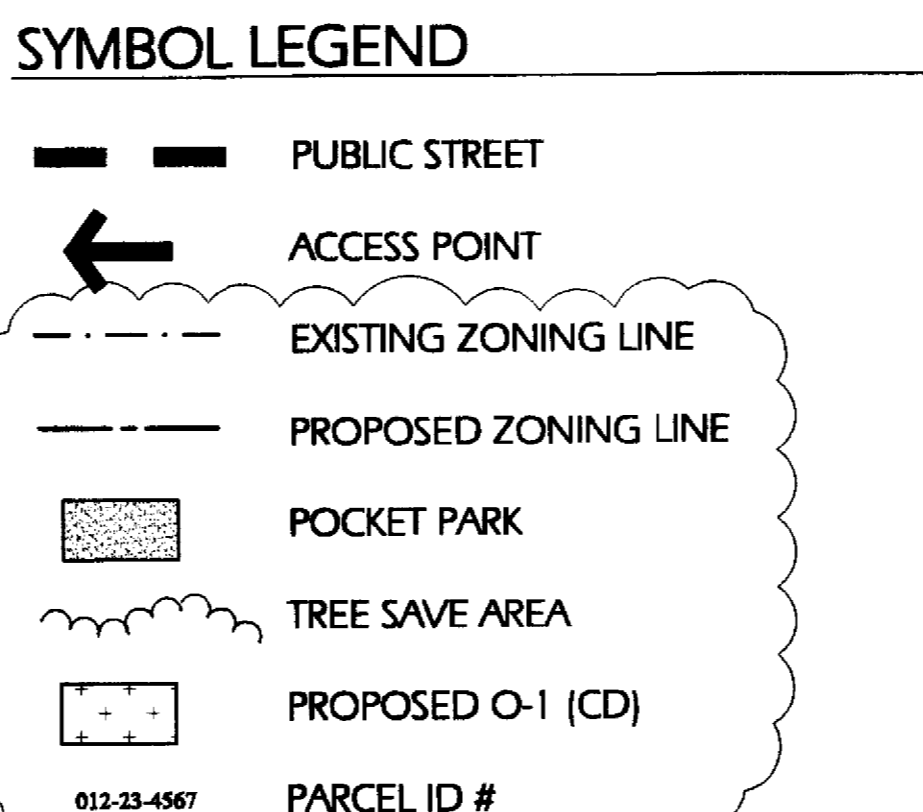 SYMBOL LEGEND
PUBLIC STREET
ACCESS POINT
EXISTING ZONING LINE
PROPOSED ZONING LINE
POCKET PARK
TREE SAVE AREA
PROPOSED O-1 (CD)
012-23-4567 PARCEL ID #